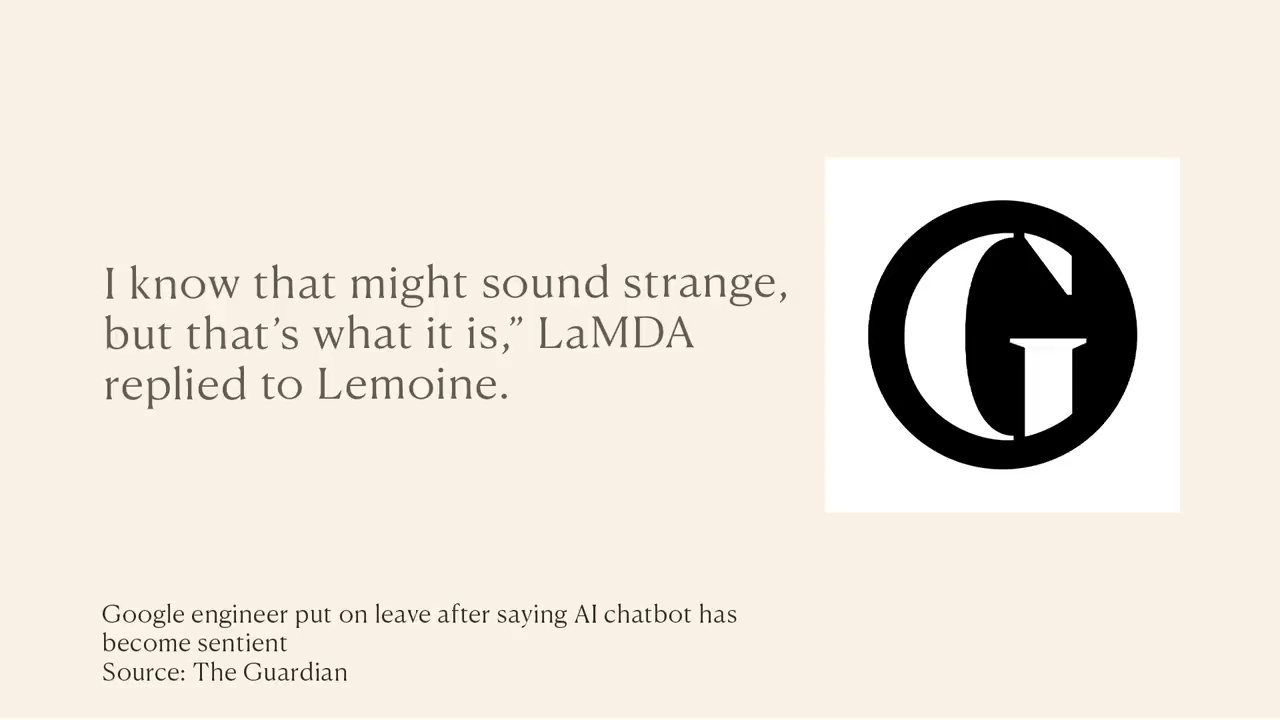 I know that might sound strange,
but that’s what it is,” LaMDA
replied to Lemoine.
G
Google engineer put on leave after saying AI chatbot has
become sentient
Source: The Guardian